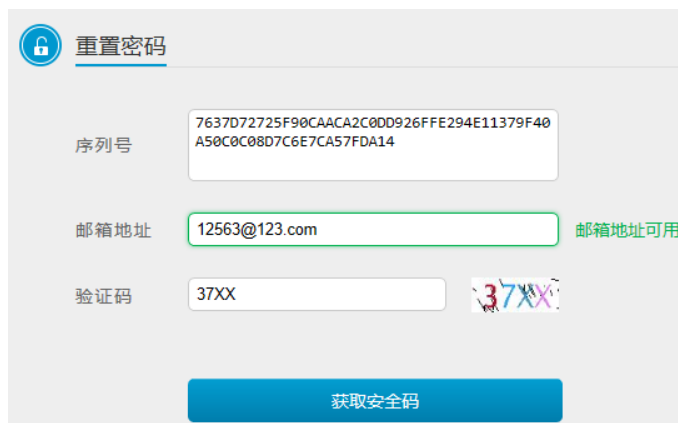 重置密码
序列号
7637D72725F90CAACA2C0DD926FFE294E11379F40
A50C0C08D7C6E7CA57FDA14
邮箱地址
12563@123.com
邮箱地址可用
验证码
37XX
37XX
获取安全码